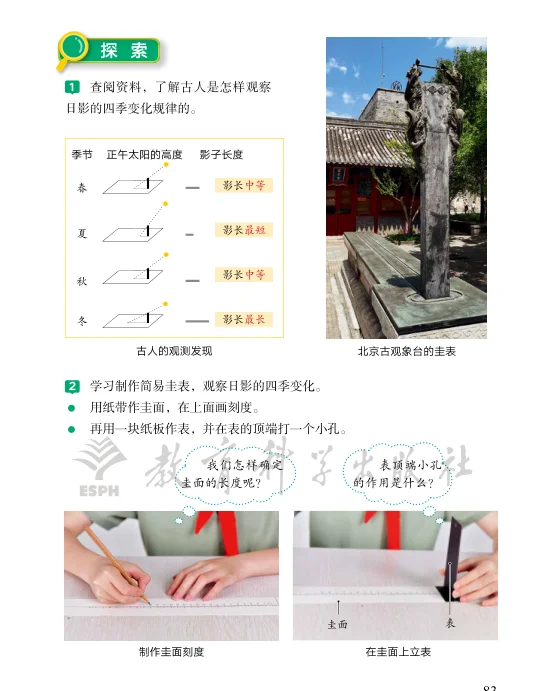 探索
1 查阅资料，了解古人是怎样观察
日影的四季变化规律的。
季节 正午太阳的高度 影子长度
春 影长中等
夏 影长最短
秋 影长中等
冬 影长最长
古人的观测发现
北京古观象台的圭表
2 学习制作简易圭表，观察日影的四季变化。
● 用纸带作圭面，在上面画刻度。
● 再用一块纸板作表，并在表的顶端打一个小孔。
ESPH 教育科学出版社
我们怎样确定
圭面的长度呢？
表顶端小孔
的作用是什么？
圭面
表
制作圭面刻度
在圭面上立表